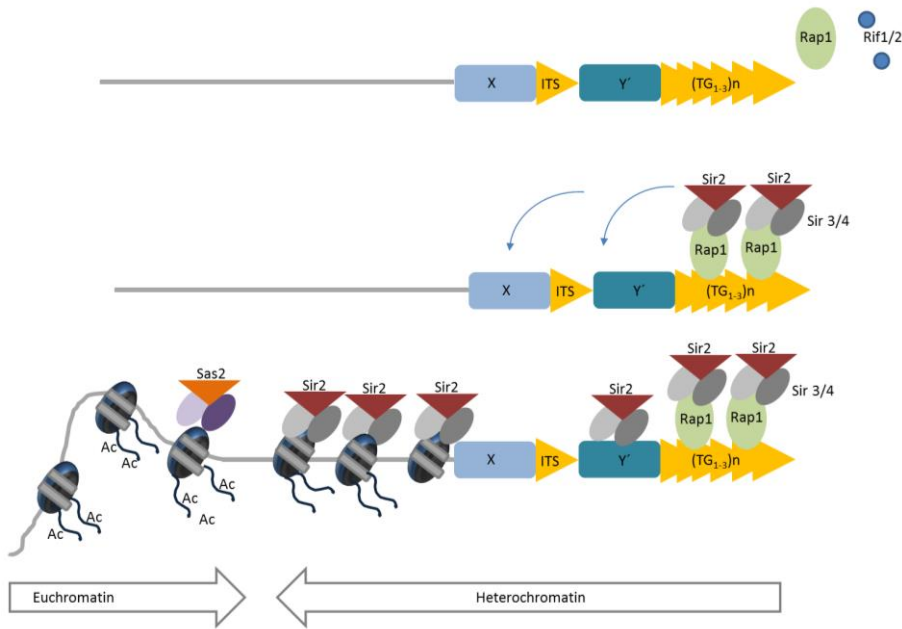 Rap1
Rif1/2
X
ITS
Y´
(TG1-3)n
Sir2
Sir2
Sir 3/4
Rap1
Rap1
X
ITS
Y´
(TG1-3)n
Sas2
Sir2
Sir2
Sir2
Sir2
Sir2
Sir2
Sir 3/4
Rap1
Rap1
Ac
Ac
X
ITS
Y´
(TG1-3)n
Ac
Ac
Ac
Ac
Euchromatin
Heterochromatin